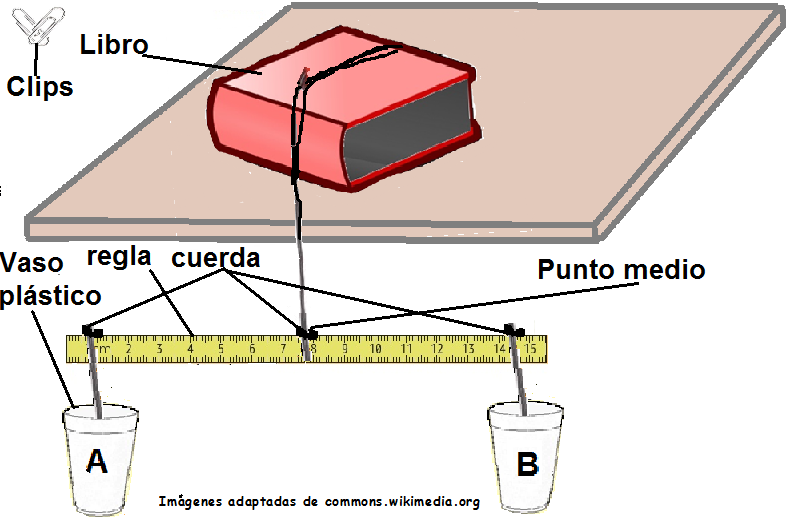 Libro
Clips
Vaso
plástico
regla
cuerda
Punto medio
cm 2 3 4 5 6 7 8 9 10 11 12 13 14 15
A
B
Imágenes adaptadas de commons.wikimedia.org